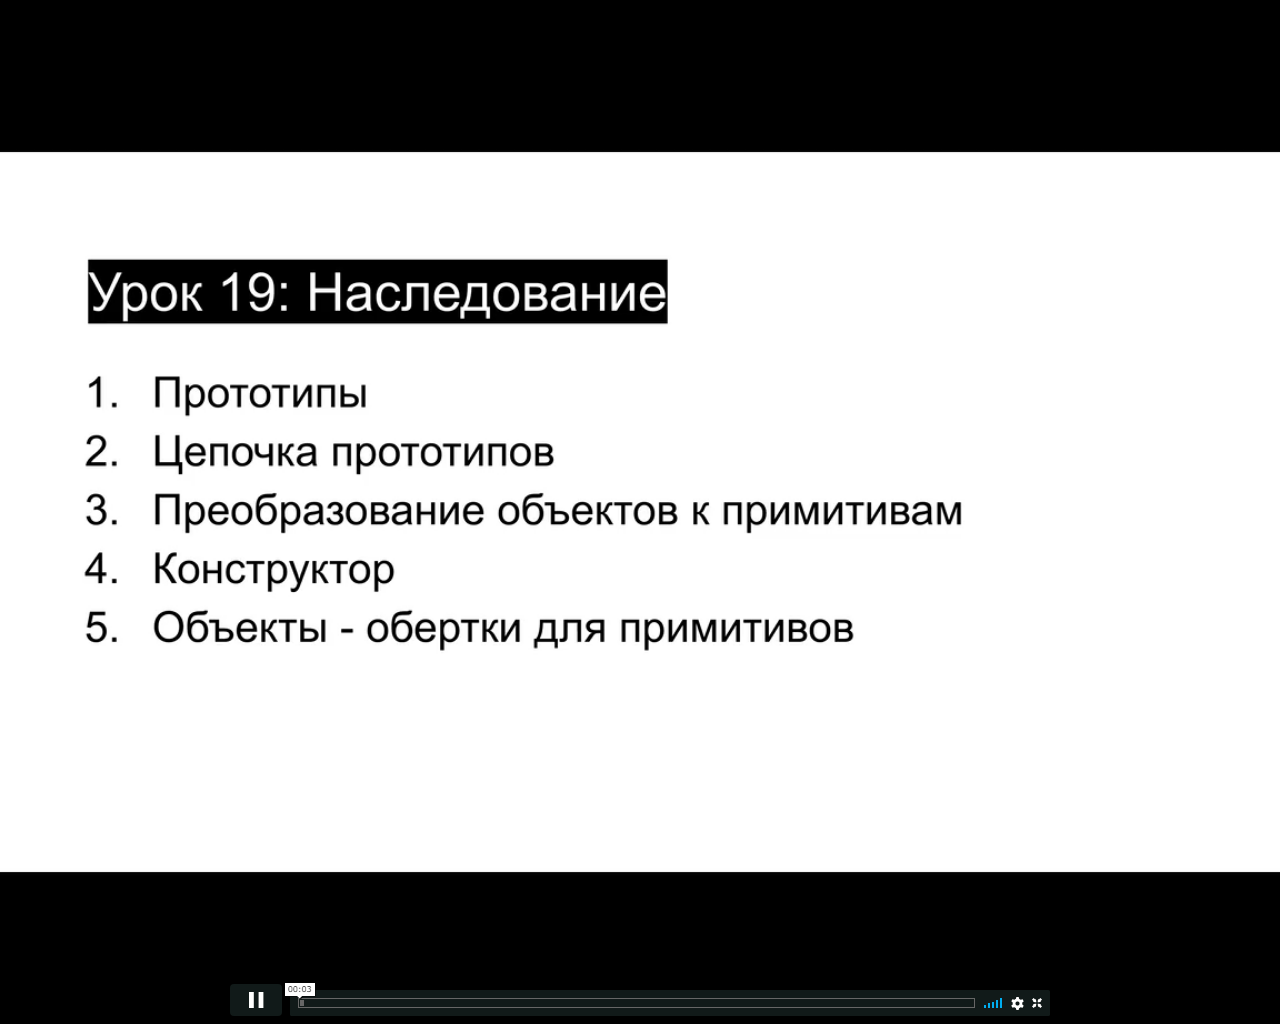 Урок 19: Наследование
1. Прототипы
2. Цепочка прототипов
3. Преобразование объектов к примитивам
4. Конструктор
5. Объекты - обертки для примитивов
00:03